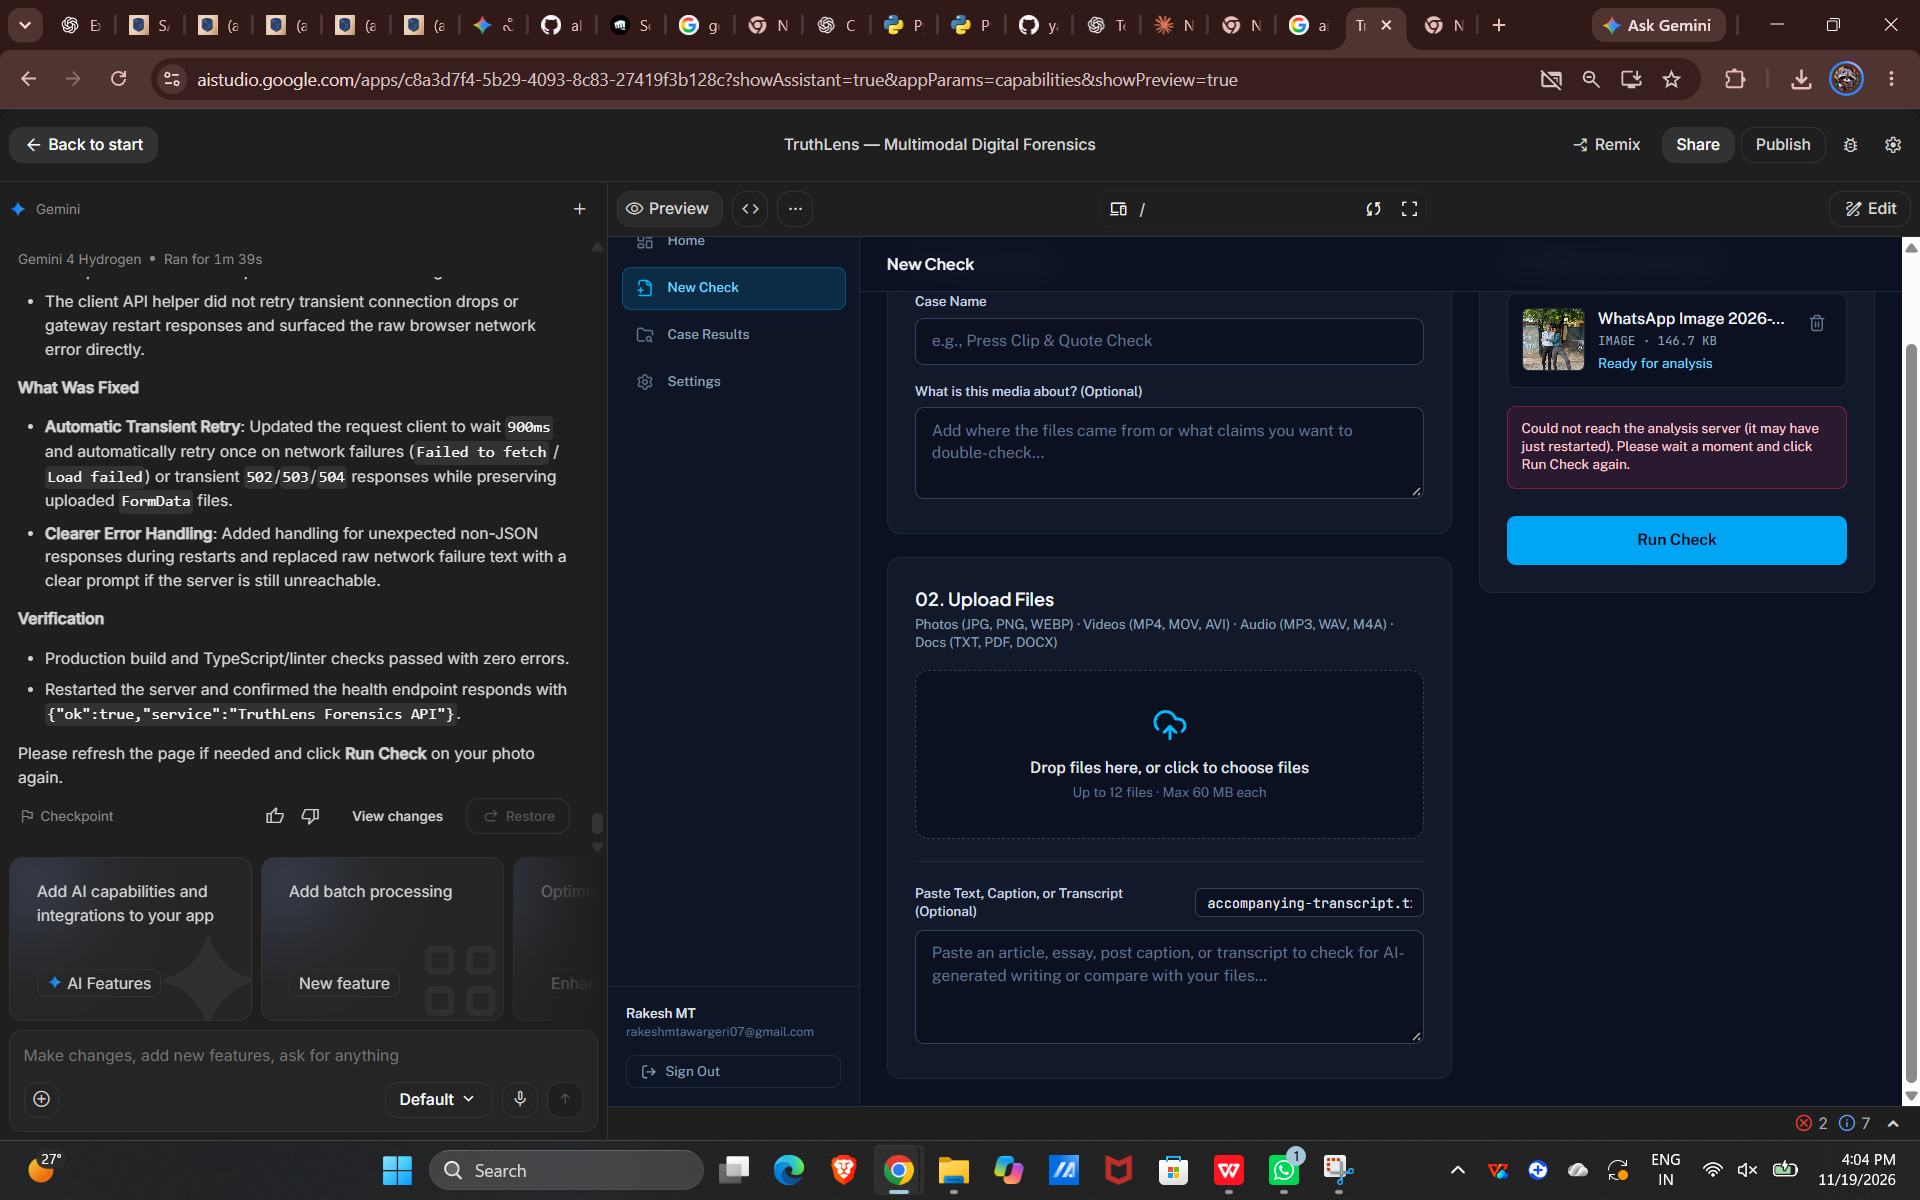 Ask Gemini
aistudio.google.com/apps/c8a3d7f4-5b29-4093-8c83-27419f3b128c?showAssistant=true&appParams=capabilities&showPreview=true
Back to start
TruthLens — Multimodal Digital Forensics
Remix
Share
Publish
Gemini
Gemini 4 Hydrogen • Ran for 1m 39s
• The client API helper did not retry transient connection drops or
gateway restart responses and surfaced the raw browser network
error directly.
What Was Fixed
• Automatic Transient Retry: Updated the request client to wait 900ms
and automatically retry once on network failures (Failed to fetch /
Load failed) or transient 502/503/504 responses while preserving
uploaded FormData files.
• Clearer Error Handling: Added handling for unexpected non-JSON
responses during restarts and replaced raw network failure text with a
clear prompt if the server is still unreachable.
Verification
• Production build and TypeScript/linter checks passed with zero errors.
• Restarted the server and confirmed the health endpoint responds with
{"ok":true,"service":"TruthLens Forensics API"}.
Please refresh the page if needed and click Run Check on your photo
again.
Checkpoint
View changes
Restore
Add AI capabilities and
integrations to your app
AI Features
Add batch processing
New feature
Optimi
Enhan
Make changes, add new features, ask for anything
Default
Preview
/
Edit
Home
New Check
Case Results
Settings
Rakesh MT
rakeshmtawargeri07@gmail.com
Sign Out
New Check
Case Name
e.g., Press Clip & Quote Check
What is this media about? (Optional)
Add where the files came from or what claims you want to
double-check...
02. Upload Files
Photos (JPG, PNG, WEBP) · Videos (MP4, MOV, AVI) · Audio (MP3, WAV, M4A) ·
Docs (TXT, PDF, DOCX)
Drop files here, or click to choose files
Up to 12 files · Max 60 MB each
Paste Text, Caption, or Transcript
(Optional)
accompanying-transcript.t
Paste an article, essay, post caption, or transcript to check for AI-
generated writing or compare with your files...
WhatsApp Image 2026-...
IMAGE · 146.7 KB
Ready for analysis
Could not reach the analysis server (it may have
just restarted). Please wait a moment and click
Run Check again.
Run Check
2
7
27°
Search
1
ENG
IN
4:04 PM
11/19/2026